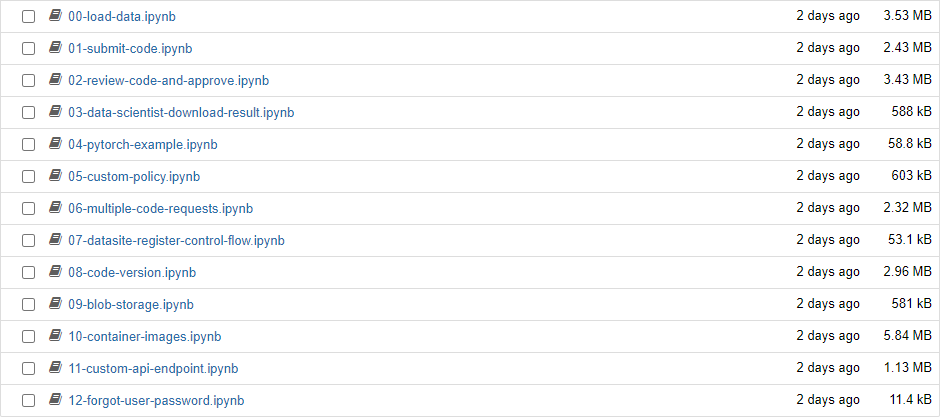 00-load-data.ipynb 2 days ago 3.53 MB
01-submit-code.ipynb 2 days ago 2.43 MB
02-review-code-and-approve.ipynb 2 days ago 3.43 MB
03-data-scientist-download-result.ipynb 2 days ago 588 kB
04-pytorch-example.ipynb 2 days ago 58.8 kB
05-custom-policy.ipynb 2 days ago 603 kB
06-multiple-code-requests.ipynb 2 days ago 2.32 MB
07-datasite-register-control-flow.ipynb 2 days ago 53.1 kB
08-code-version.ipynb 2 days ago 2.96 MB
09-blob-storage.ipynb 2 days ago 581 kB
10-container-images.ipynb 2 days ago 5.84 MB
11-custom-api-endpoint.ipynb 2 days ago 1.13 MB
12-forgot-user-password.ipynb 2 days ago 11.4 kB